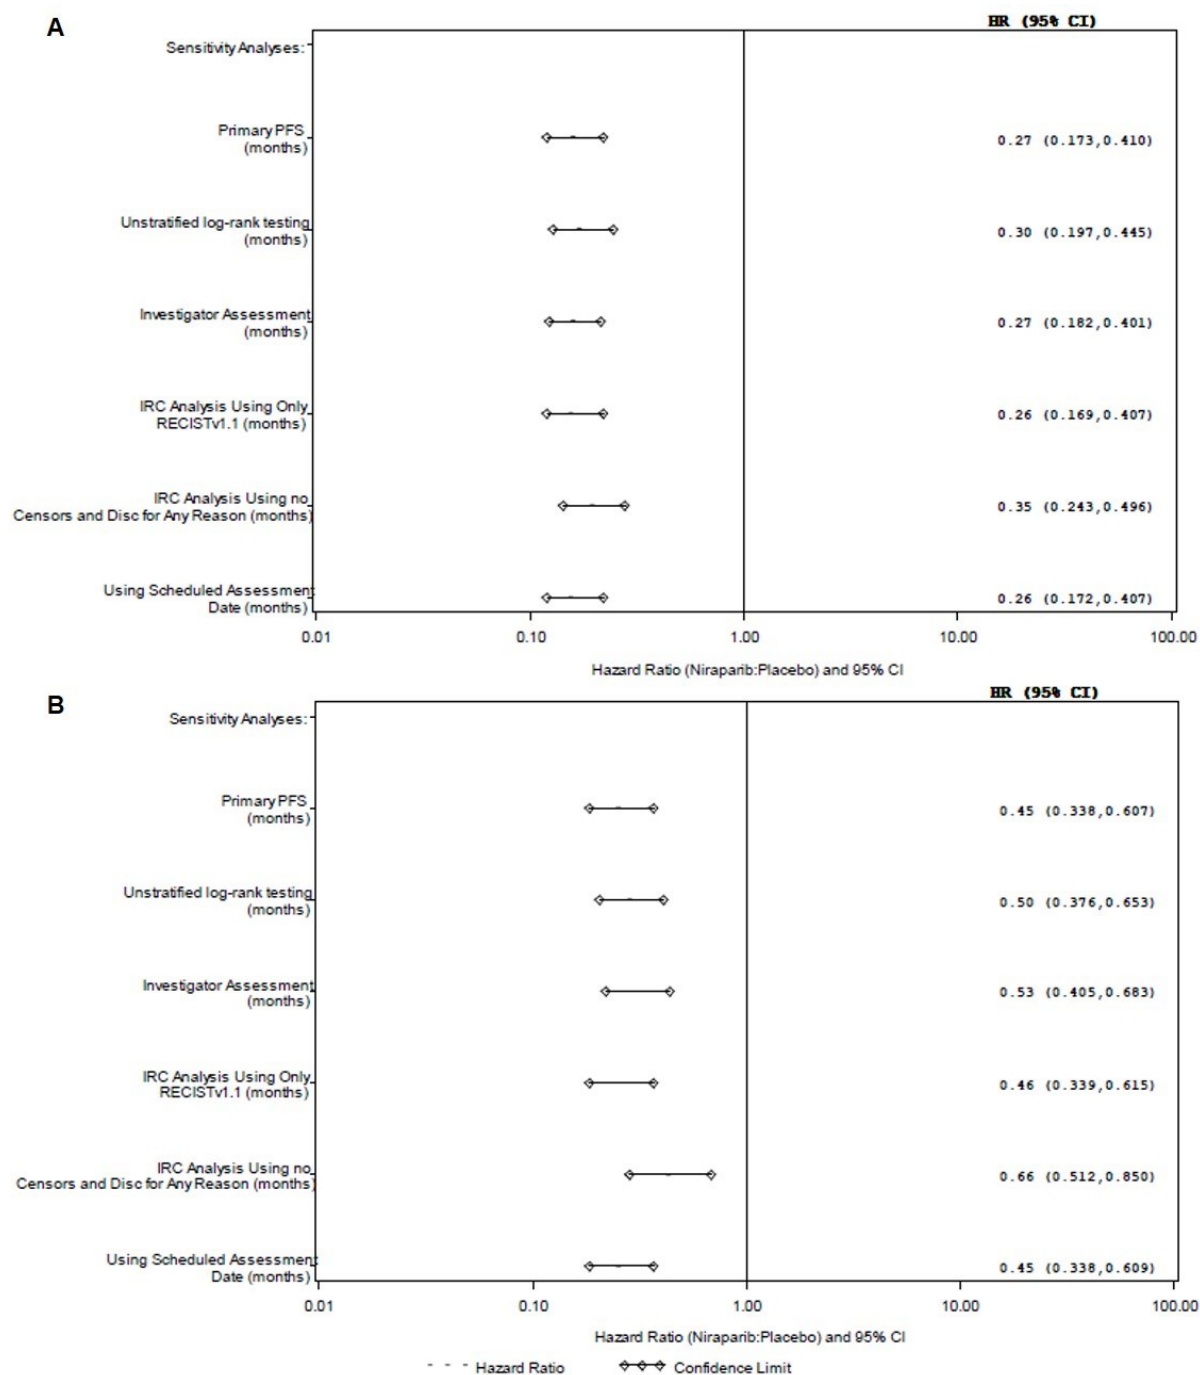 A
HR (95% CI)
Sensitivity Analyses:
Primary PFS
(months)
0.27 (0.173,0.410)
Unstratified log-rank testing
(months)
0.30 (0.197,0.445)
Investigator Assessment
(months)
0.27 (0.182,0.401)
IRC Analysis Using Only
RECISTv1.1 (months)
0.26 (0.169,0.407)
IRC Analysis Using no
Censors and Disc for Any Reason (months)
0.35 (0.243,0.496)
Using Scheduled Assessment
Date (months)
0.26 (0.172,0.407)
0.01 0.10 1.00 10.00 100.00
Hazard Ratio (Niraparib:Placebo) and 95% CI
B
HR (95% CI)
Sensitivity Analyses:
Primary PFS
(months)
0.45 (0.338,0.607)
Unstratified log-rank testing
(months)
0.50 (0.376,0.653)
Investigator Assessment
(months)
0.53 (0.405,0.683)
IRC Analysis Using Only
RECISTv1.1 (months)
0.46 (0.339,0.615)
IRC Analysis Using no
Censors and Disc for Any Reason (months)
0.66 (0.512,0.850)
Using Scheduled Assessment
Date (months)
0.45 (0.338,0.609)
0.01 0.10 1.00 10.00 100.00
Hazard Ratio (Niraparib:Placebo) and 95% CI
Hazard Ratio Confidence Limit